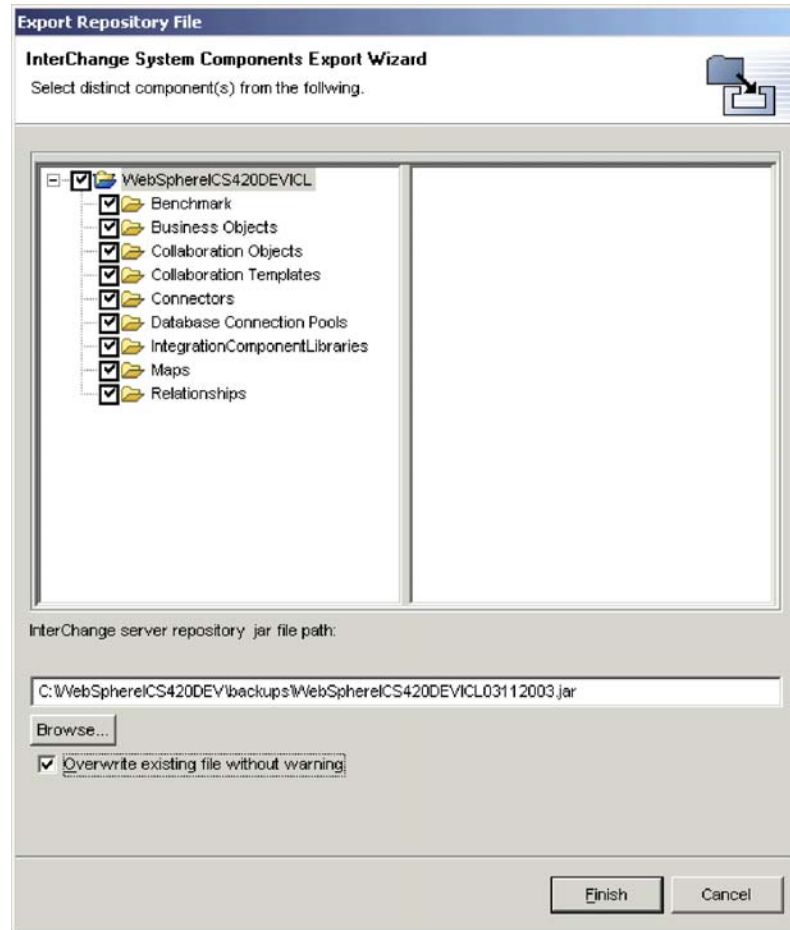 Export Repository File
InterChange System Components Export Wizard
Select distinct component(s) from the follwing.
WebSphereICS420DEVICL
Benchmark
Business Objects
Collaboration Objects
Collaboration Templates
Connectors
Database Connection Pools
IntegrationComponentLibraries
Maps
Relationships
InterChange server repository jar file path:
C:\WebSphereICS420DEV\backups\WebSphereICS420DEVICL03112003.jar
Browse...
Overwrite existing file without warning
Finish
Cancel